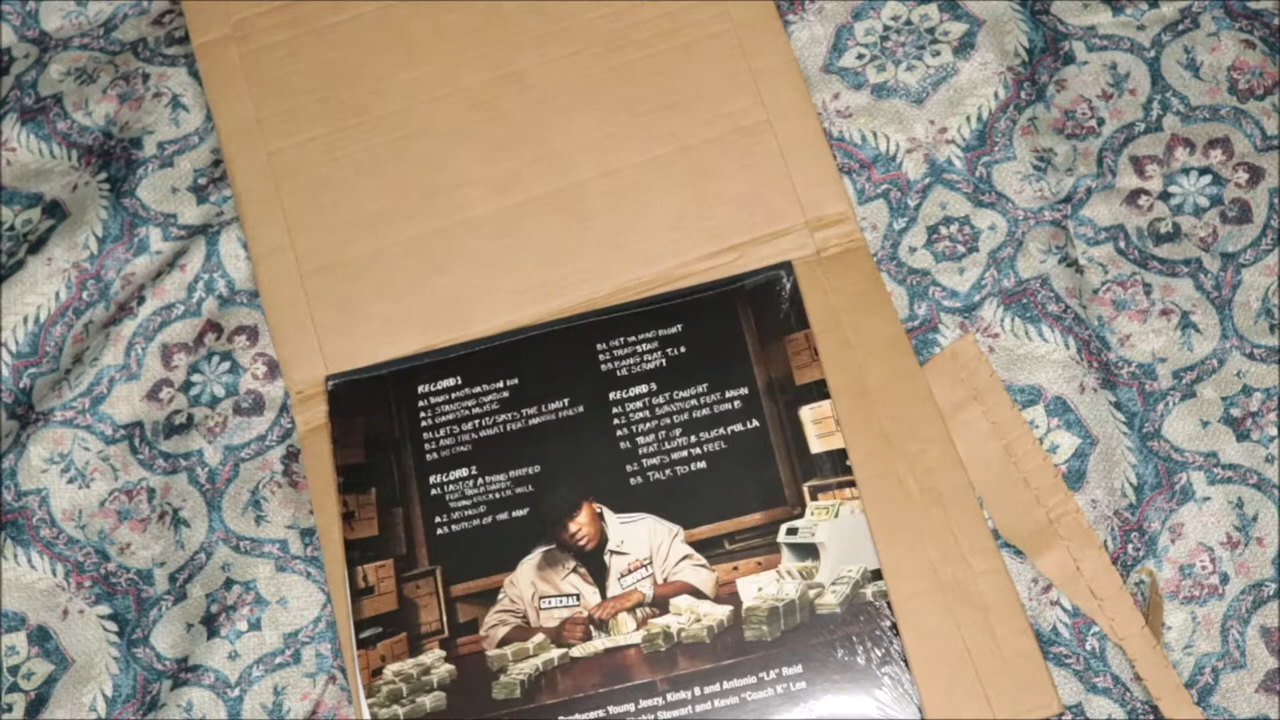 RECORD 1
A1. THUG MOTIVATION 101
A2. STANDING OVATION
A3. GANGSTA MUSIC
B1. LET'S GET IT/SKY'S THE LIMIT
B2. AND THEN WHAT FEAT. MANNIE FRESH
B3. GO CRAZY
RECORD 2
A1. LAST OF A DYING BREED
FEAT. TRICK DADDY,
YOUNG BUCK & LIL WILL
A2. MY HOOD
A3. BOTTOM OF THE MAP
B1. GET YA MIND RIGHT
B2. TRAP STAR
B3. BANG FEAT. T.I. &
LIL' SCRAPPY
RECORD 3
A1. DON'T GET CAUGHT
A2. SOUL SURVIVOR FEAT. AKON
A3. TRAP OR DIE FEAT. BUN B
B1. TEAR IT UP
FEAT. LLOYD & SLICK PULLA
B2. THAT'S HOW YA FEEL
B3. TALK TO EM
GENERAL
Producers: Young Jeezy, Kinky B and Antonio "LA" Reid
Stewart and Kevin "Coach K" Lee